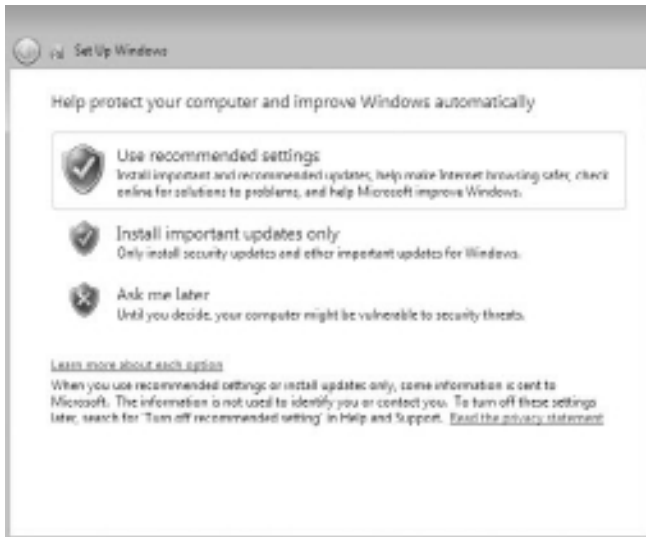 Set Up Windows
Help protect your computer and improve Windows automatically
Use recommended settings
Install important and recommended updates, help make Internet browsing safer, check
online for solutions to problems, and help Microsoft improve Windows.
Install important updates only
Only install security updates and other important updates for Windows.
Ask me later
Until you decide, your computer might be vulnerable to security threats.
Learn more about each option
When you use recommended settings or install updates only, some information is sent to
Microsoft. The information is not used to identify you or contact you. To turn off these settings
later, search for "Turn off recommended setting" in Help and Support. Read the privacy statement